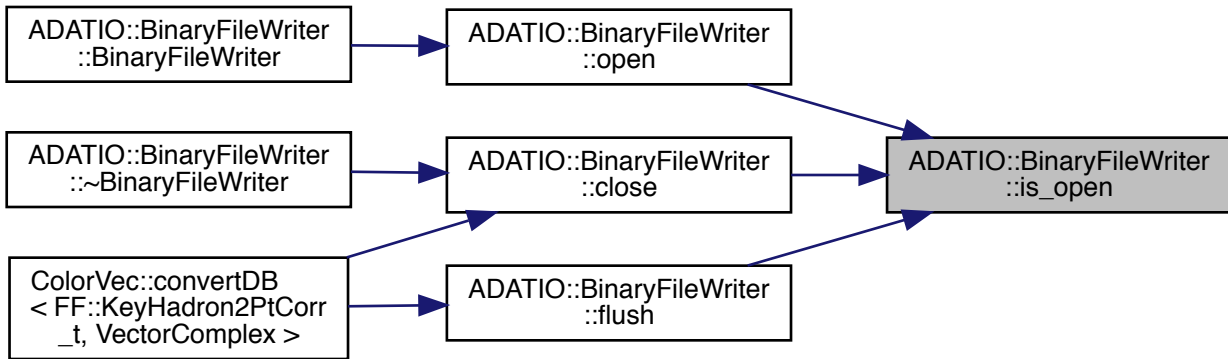 ADATIO::BinaryFileWriter
::BinaryFileWriter
ADATIO::BinaryFileWriter
::open
ADATIO::BinaryFileWriter
::~BinaryFileWriter
ADATIO::BinaryFileWriter
::close
ADATIO::BinaryFileWriter
::is_open
ColorVec::convertDB
< FF::KeyHadron2PtCorr
_t, VectorComplex >
ADATIO::BinaryFileWriter
::flush